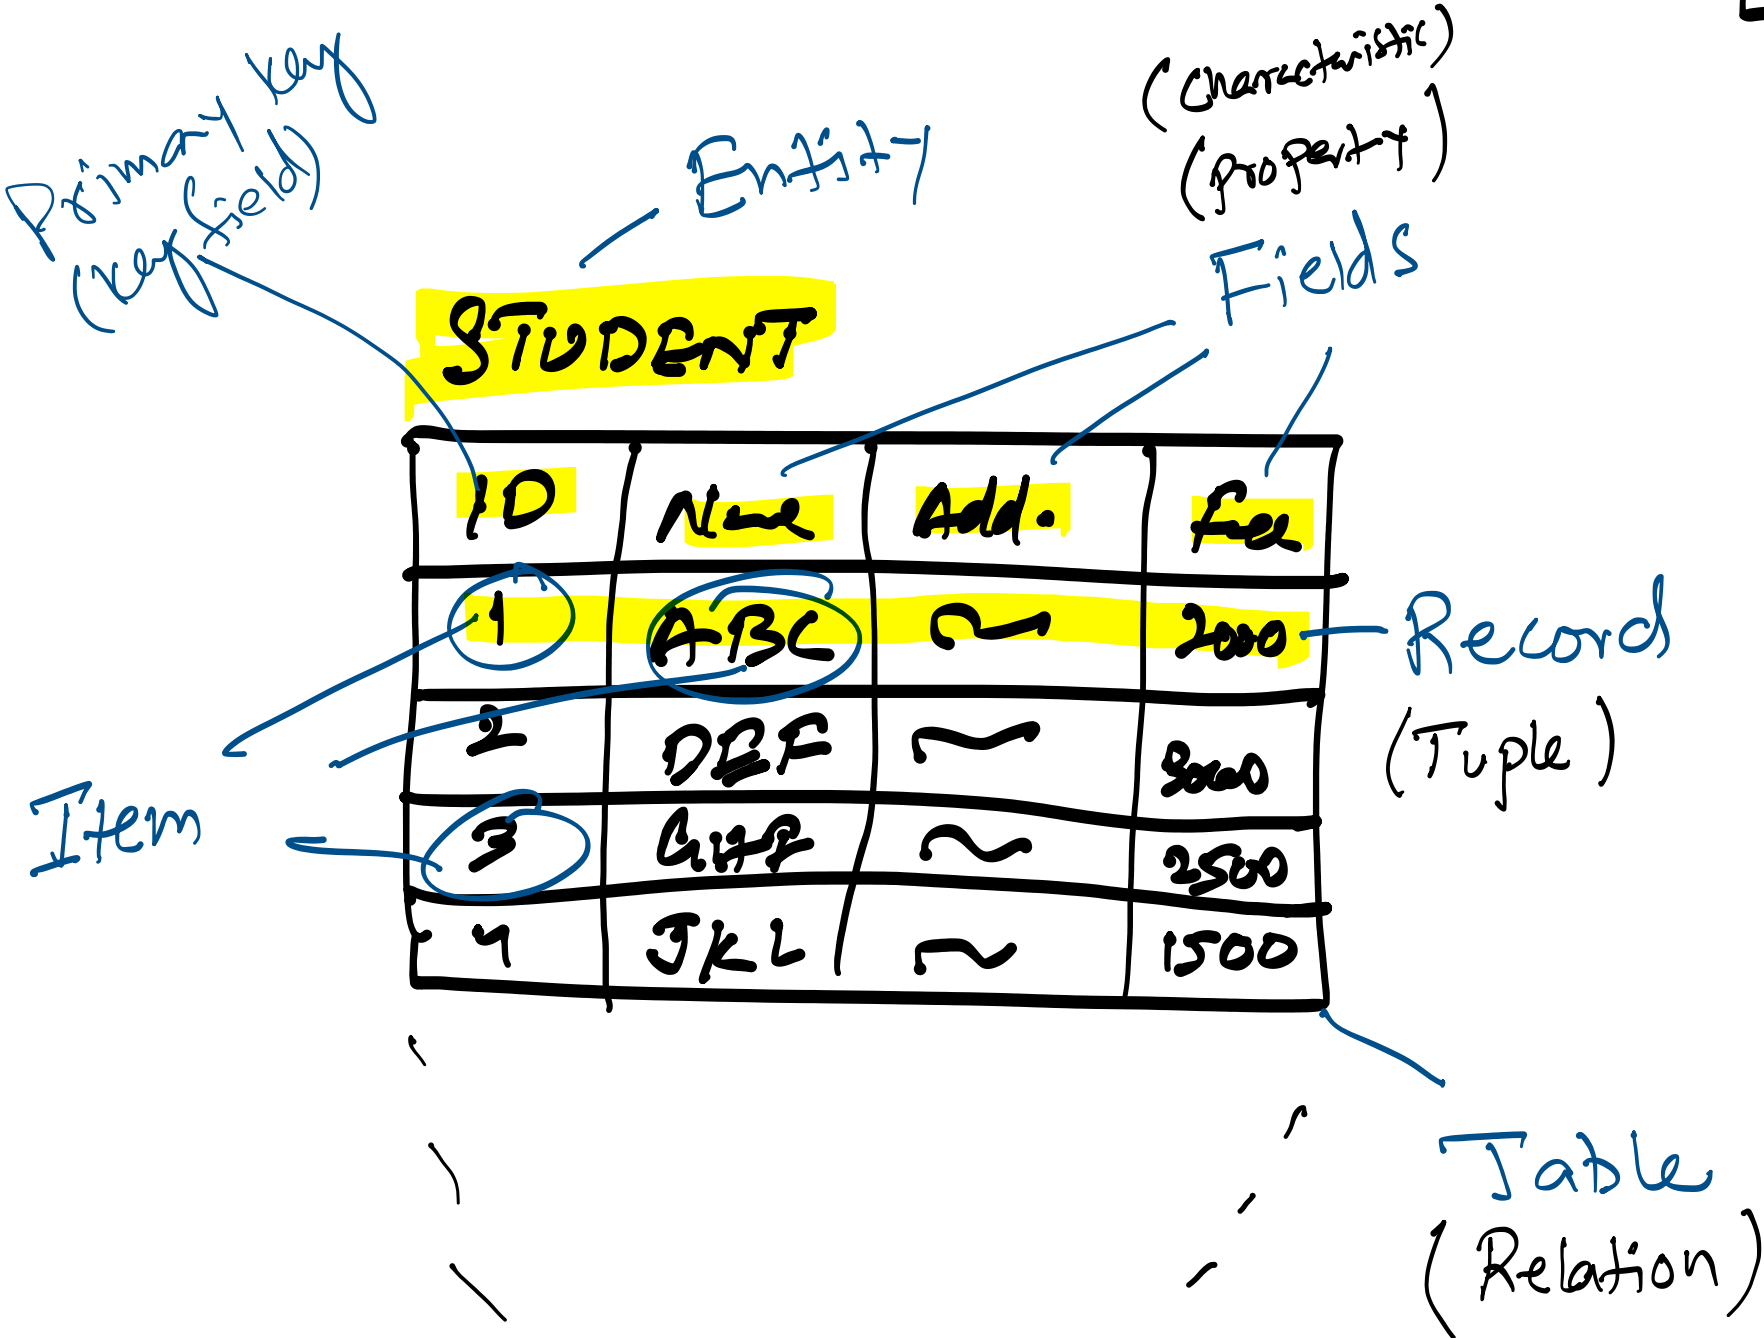 Primary key
(key field)
Entity
(Characteristic)
(Property)
Fields
STUDENT
ID Name Add. Fee
1 ABC ~ 2000
2 DEF ~ 3000
3 GHI ~ 2500
4 JKL ~ 1500
Item
Record
(Tuple)
Table
(Relation)